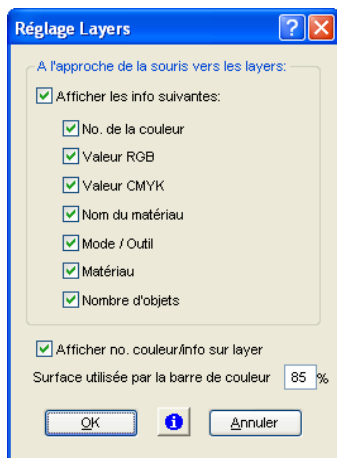 Réglage Layers
A l'approche de la souris vers les layers:
Afficher les info suivantes:
No. de la couleur
Valeur RGB
Valeur CMYK
Nom du matériau
Mode / Outil
Matériau
Nombre d'objets
Afficher no. couleur/info sur layer
Surface utilisée par la barre de couleur 85 %
OK Annuler